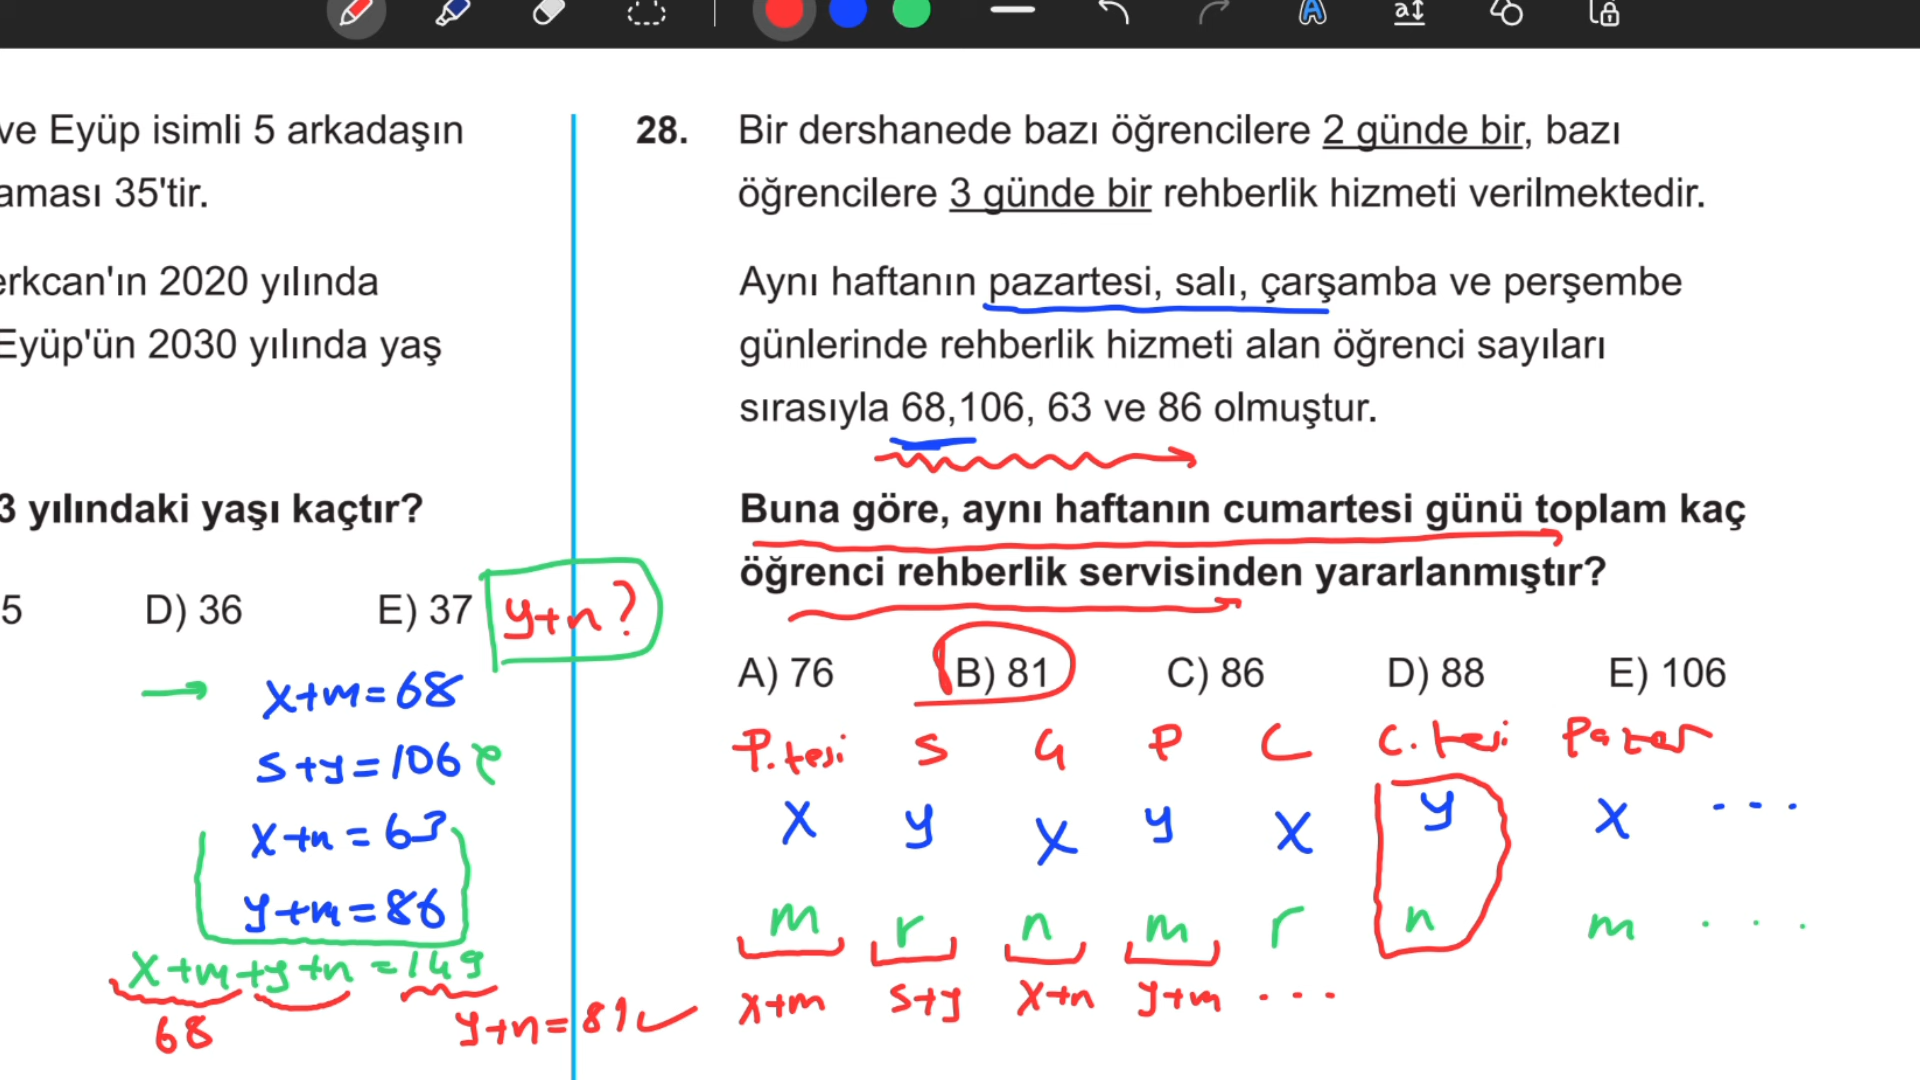 ve Eyüp isimli 5 arkadaşın
aması 35'tir.
erkcan'ın 2020 yılında
Eyüp'ün 2030 yılında yaş
3 yılındaki yaşı kaçtır?
5 D) 36 E) 37
y+n?
x+m=68
s+y=106
x+n=63
y+m=86
x+m+y+n=149
68
y+n=81
28. Bir dershanede bazı öğrencilere 2 günde bir, bazı
öğrencilere 3 günde bir rehberlik hizmeti verilmektedir.
Aynı haftanın pazartesi, salı, çarşamba ve perşembe
günlerinde rehberlik hizmeti alan öğrenci sayıları
sırasıyla 68,106, 63 ve 86 olmuştur.
Buna göre, aynı haftanın cumartesi günü toplam kaç
öğrenci rehberlik servisinden yararlanmıştır?
A) 76 B) 81 C) 86 D) 88 E) 106
P.tesi S Ç P C C.tesi Pazar
x y x y x y x ...
m r n m r n m ...
x+m s+y x+n y+m ...